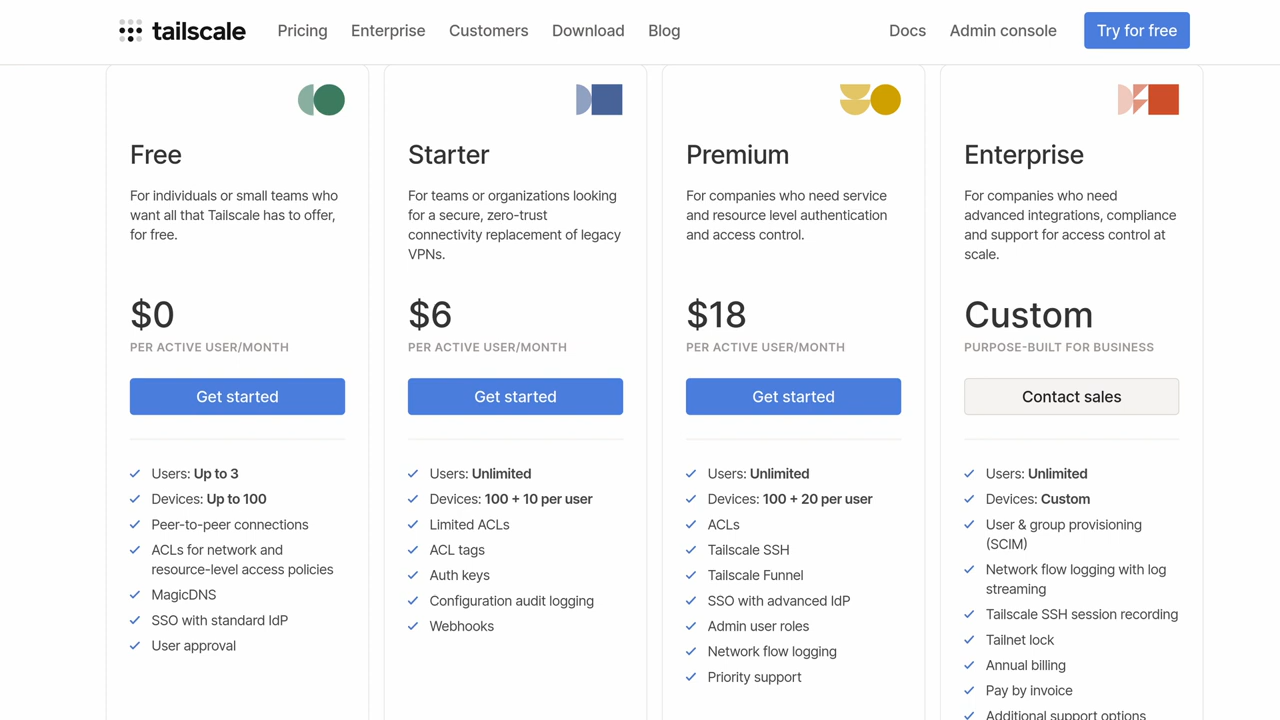 tailscale
Pricing
Enterprise
Customers
Download
Blog
Docs
Admin console
Try for free
Free
For individuals or small teams who
want all that Tailscale has to offer,
for free.
$0
PER ACTIVE USER/MONTH
Get started
Users: Up to 3
Devices: Up to 100
Peer-to-peer connections
ACLs for network and
resource-level access policies
MagicDNS
SSO with standard IdP
User approval
Starter
For teams or organizations looking
for a secure, zero-trust
connectivity replacement of legacy
VPNs.
$6
PER ACTIVE USER/MONTH
Get started
Users: Unlimited
Devices: 100 + 10 per user
Limited ACLs
ACL tags
Auth keys
Configuration audit logging
Webhooks
Premium
For companies who need service
and resource level authentication
and access control.
$18
PER ACTIVE USER/MONTH
Get started
Users: Unlimited
Devices: 100 + 20 per user
ACLs
Tailscale SSH
Tailscale Funnel
SSO with advanced IdP
Admin user roles
Network flow logging
Priority support
Enterprise
For companies who need
advanced integrations, compliance
and support for access control at
scale.
Custom
PURPOSE-BUILT FOR BUSINESS
Contact sales
Users: Unlimited
Devices: Custom
User & group provisioning
(SCIM)
Network flow logging with log
streaming
Tailscale SSH session recording
Tailnet lock
Annual billing
Pay by invoice
Additional support options